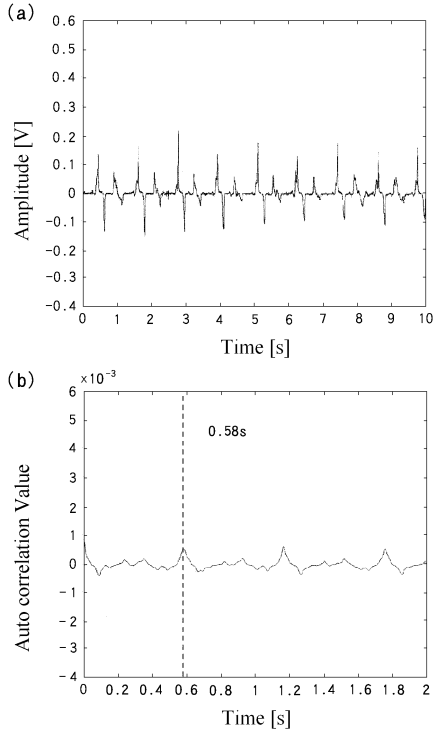 (a)
0.6
0.5
0.4
0.3
0.2
0.1
0
-0.1
-0.2
-0.3
-0.4
Amplitude [V]
0 1 2 3 4 5 6 7 8 9 10
Time [s]
(b)
×10⁻³
6
5
4
3
2
1
0
-1
-2
-3
-4
Auto correlation Value
0.58s
0 0.2 0.4 0.6 0.8 1 1.2 1.4 1.6 1.8 2
Time [s]